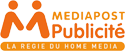 MEDIAPOST
Publicité
LA REGIE DU HOME MEDIA